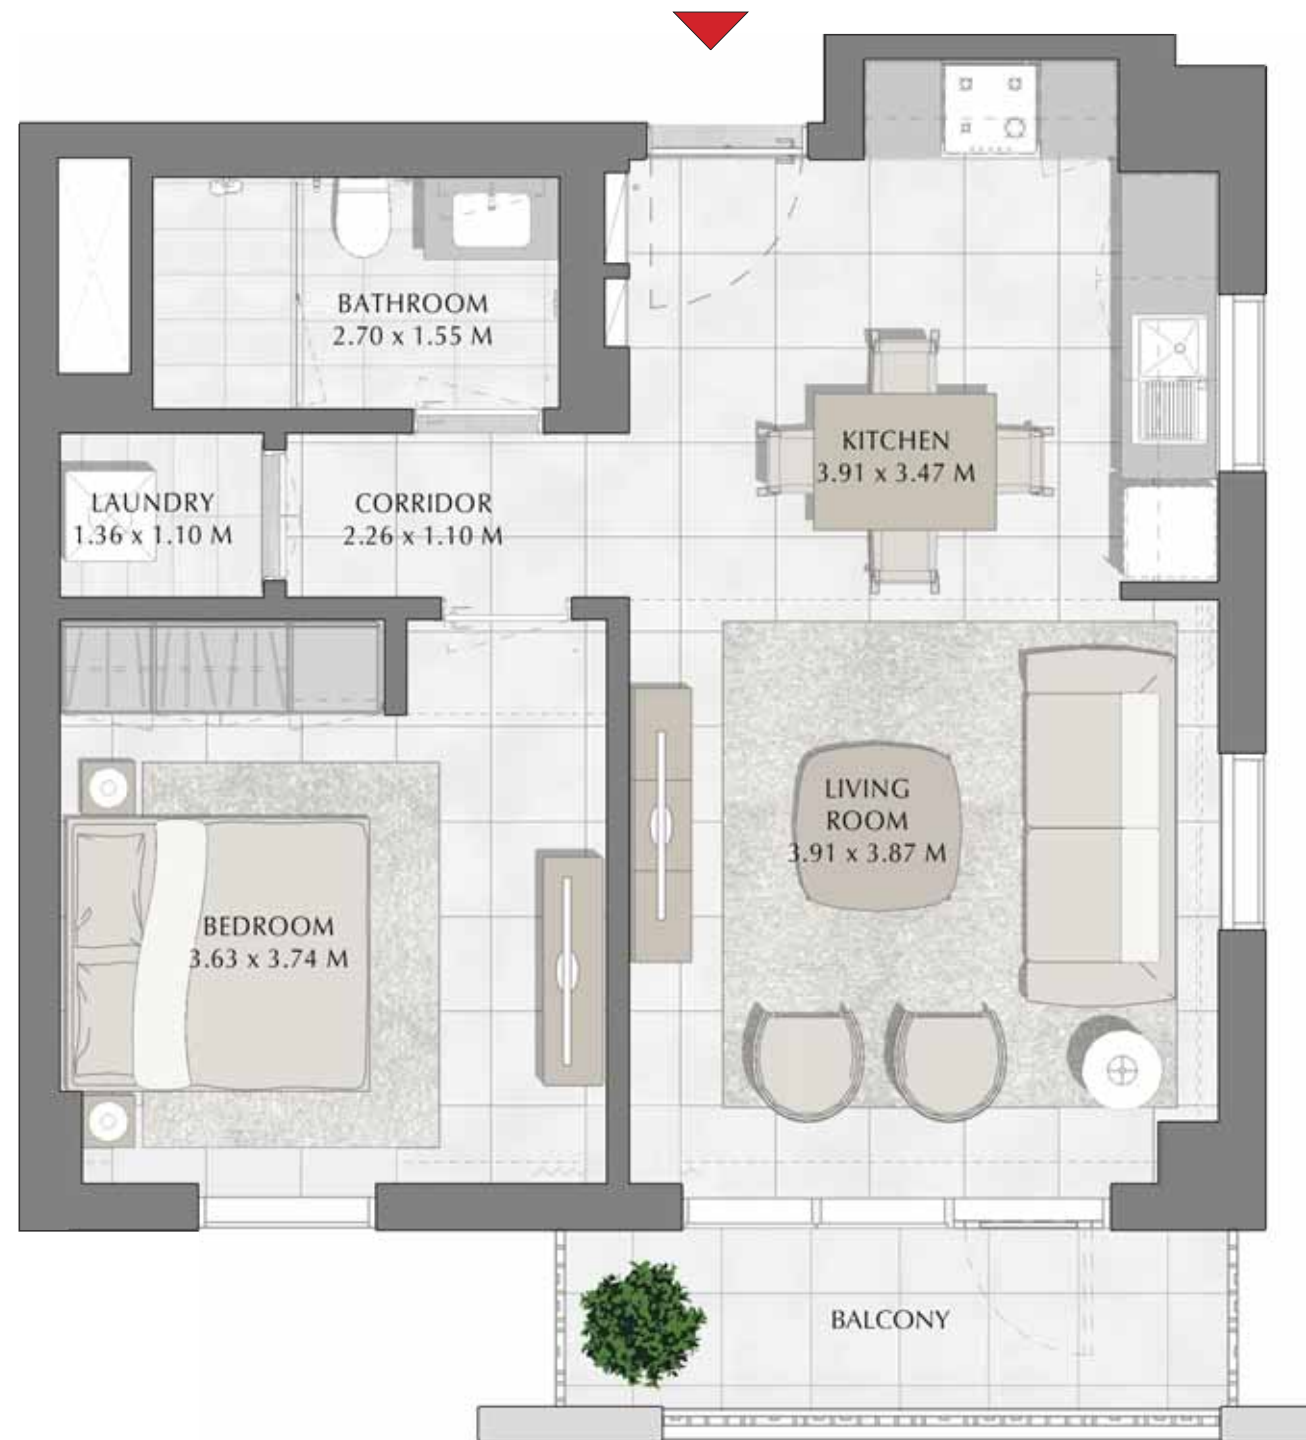 BATHROOM
2.70 x 1.55 M
KITCHEN
3.91 x 3.47 M
LAUNDRY
1.36 x 1.10 M
CORRIDOR
2.26 x 1.10 M
LIVING
ROOM
3.91 x 3.87 M
BEDROOM
3.63 x 3.74 M
BALCONY